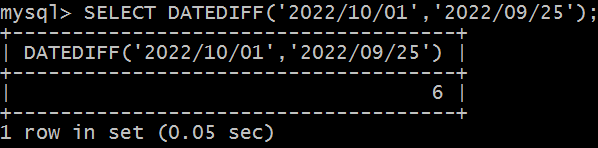 mysql> SELECT DATEDIFF('2022/10/01','2022/09/25');
+-------------------------------------+
| DATEDIFF('2022/10/01','2022/09/25') |
+-------------------------------------+
|                                   6 |
+-------------------------------------+
1 row in set (0.05 sec)